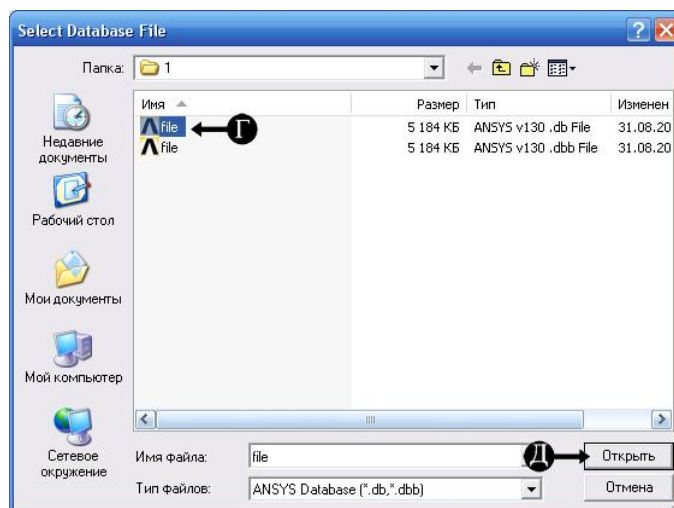 Select Database File
Папка: 1
Имя Размер Тип Изменен
file Г 5 184 КБ ANSYS v130 .db File 31.08.20
file 5 184 КБ ANSYS v130 .dbb File 31.08.20
Недавние
документы
Рабочий стол
Мои документы
Мой компьютер
Сетевое
окружение
Имя файла: file Д Открыть
Тип файлов: ANSYS Database (*.db,*.dbb) Отмена